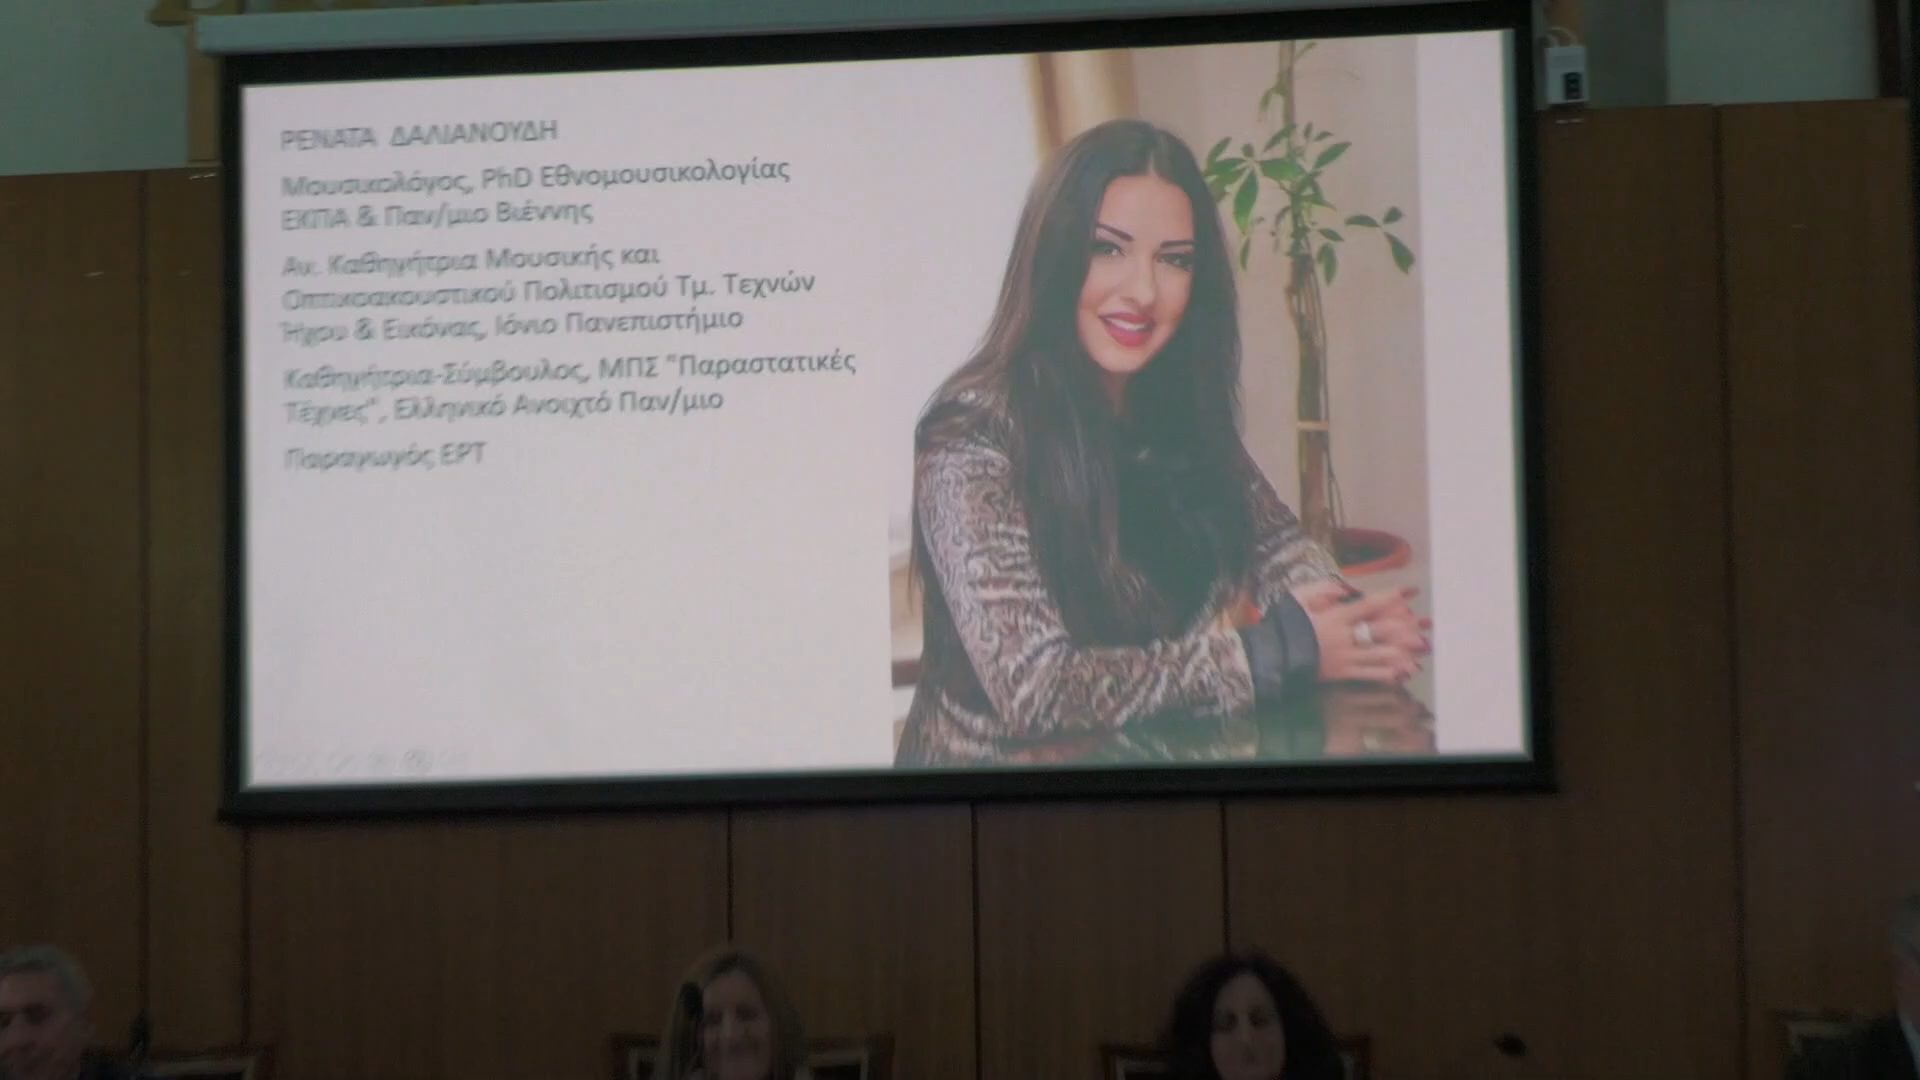 ΡΕΝΑΤΑ ΔΑΛΙΑΝΟΥΔΗ
Μουσικολόγος, PhD Εθνομουσικολογίας
ΕΚΠΑ & Παν/μιο Βιέννης
Αν. Καθηγήτρια Μουσικής και
Οπτικοακουστικού Πολιτισμού Τμ. Τεχνών
Ήχου & Εικόνας, Ιόνιο Πανεπιστήμιο
Καθηγήτρια-Σύμβουλος, ΜΠΣ "Παραστατικές
Τέχνες", Ελληνικό Ανοιχτό Παν/μιο
Παραγωγός ΕΡΤ